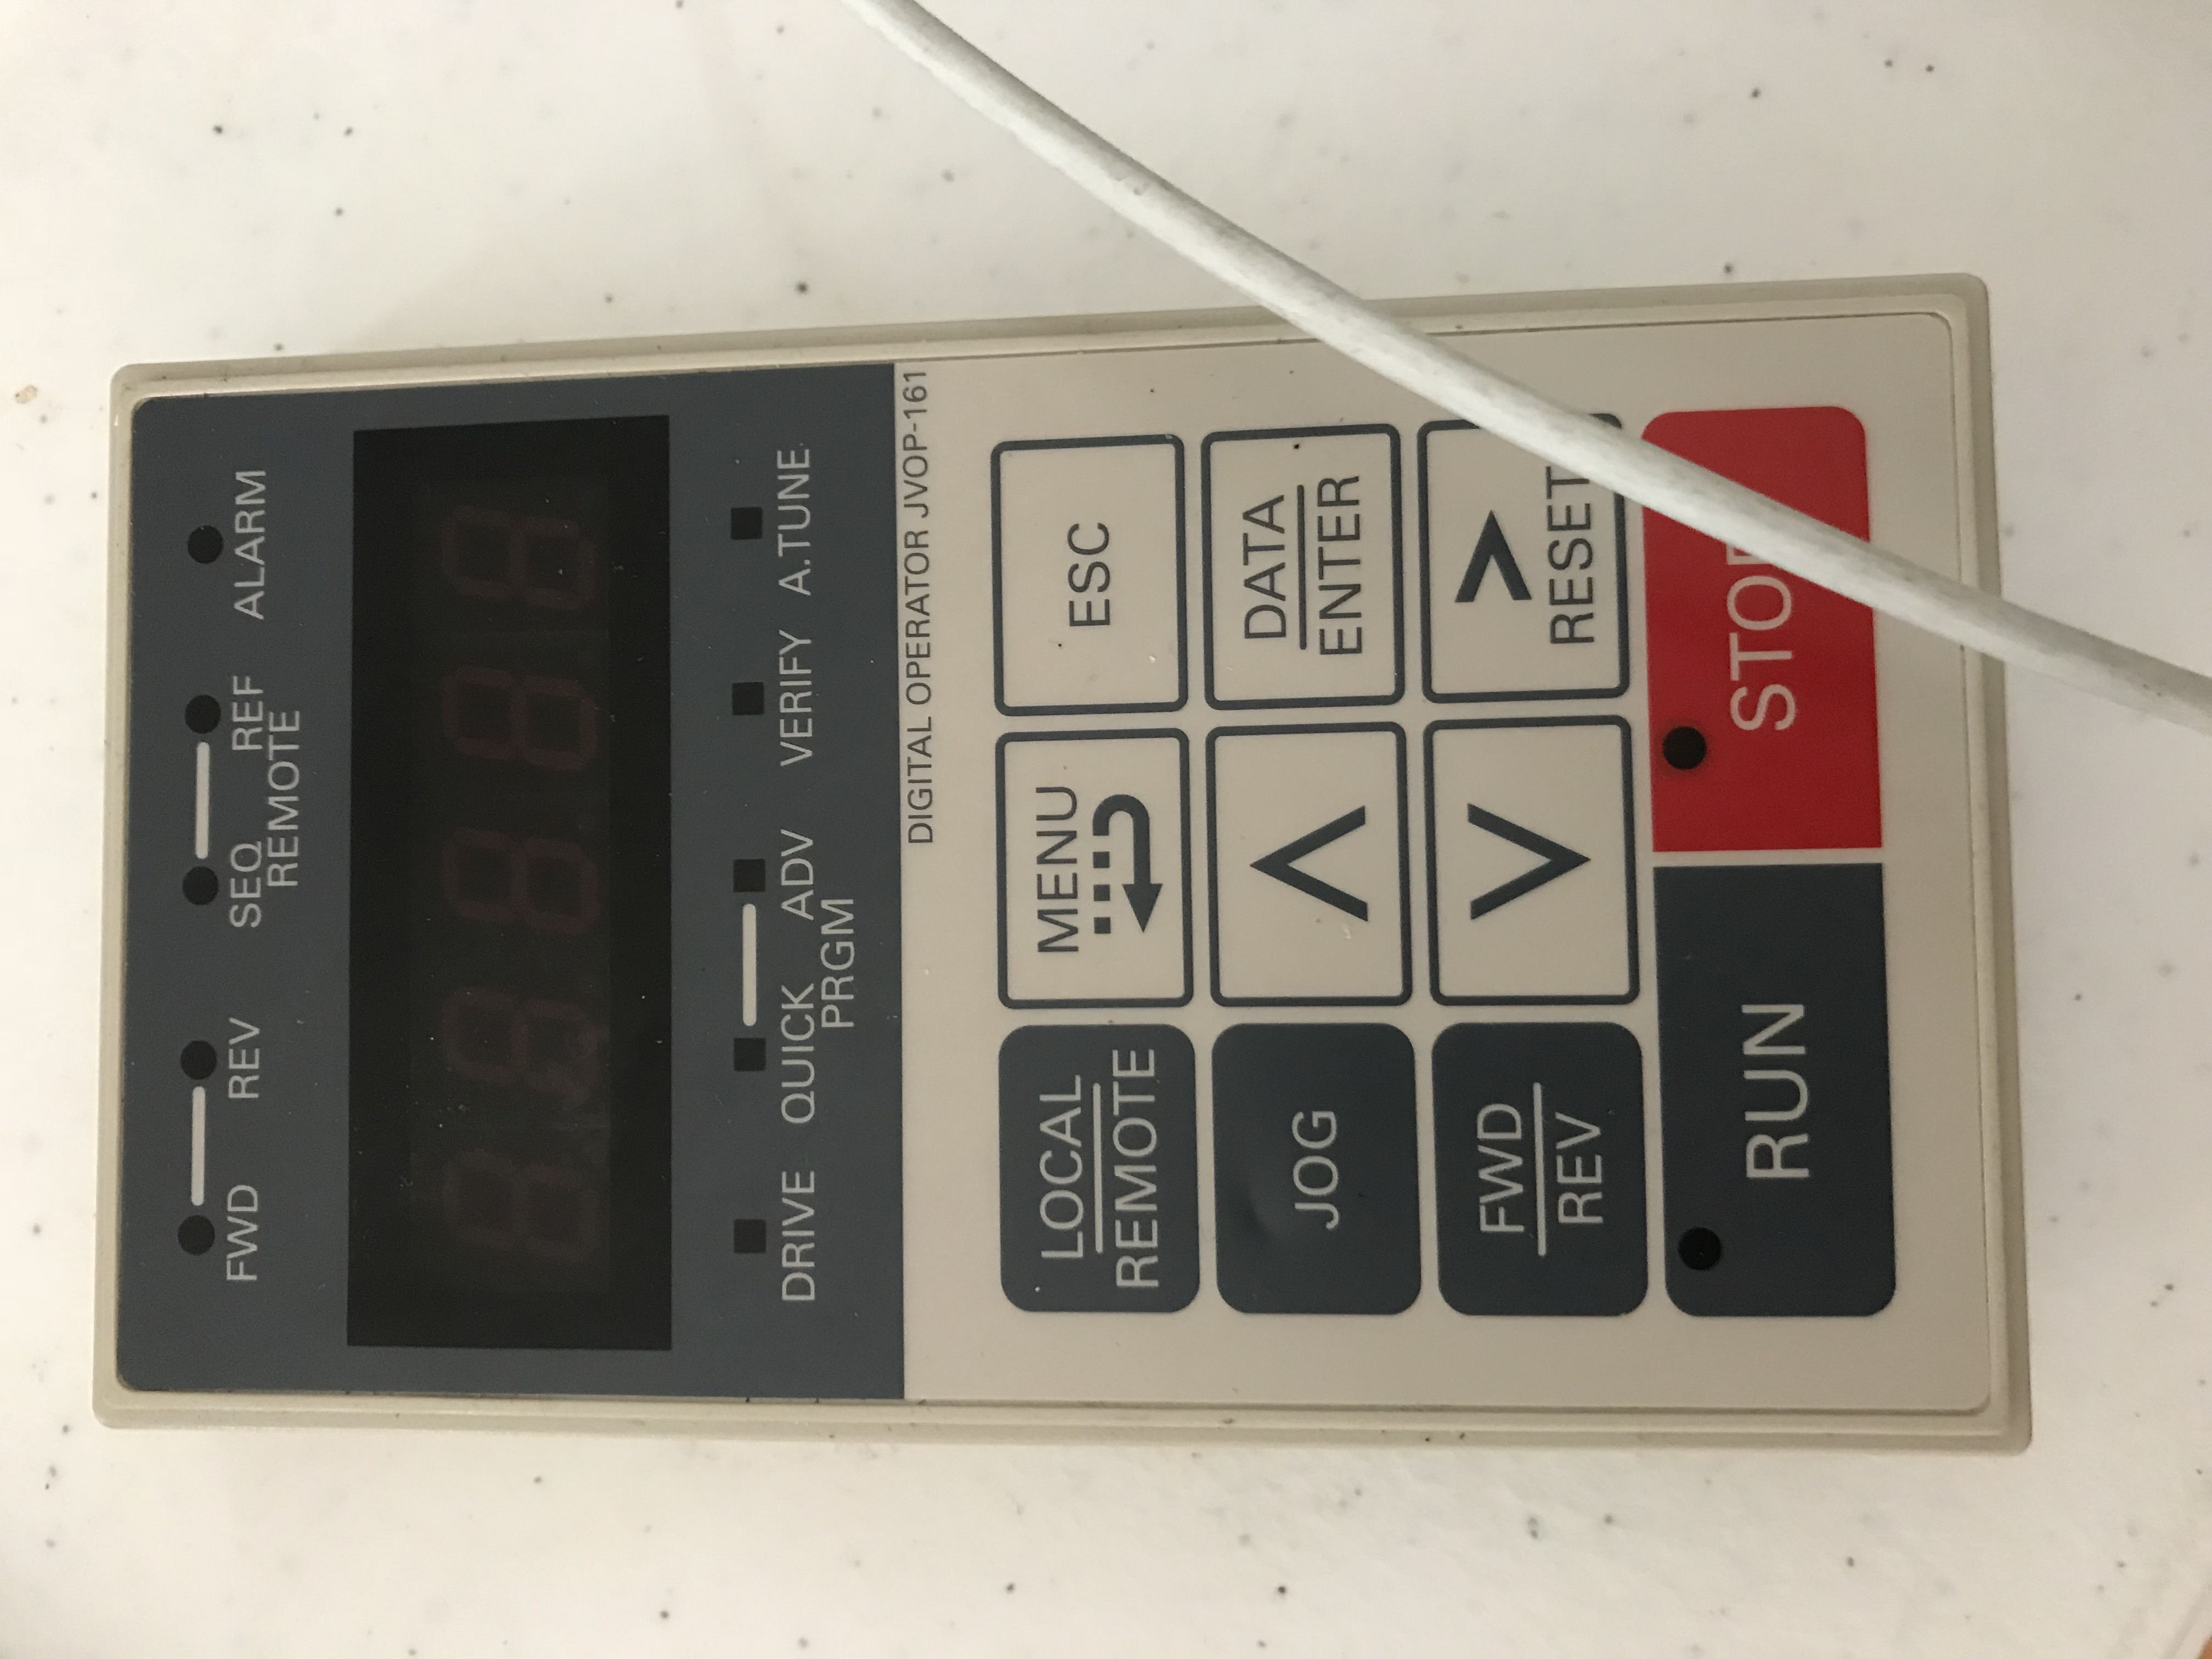 FWD REV SEQ REF ALARM
REMOTE
DRIVE QUICK ADV VERIFY A.TUNE
PRGM
DIGITAL OPERATOR JVOP-161
LOCAL
REMOTE
MENU
ESC
JOG
DATA
ENTER
FWD
REV
>
RESET
RUN
STOP